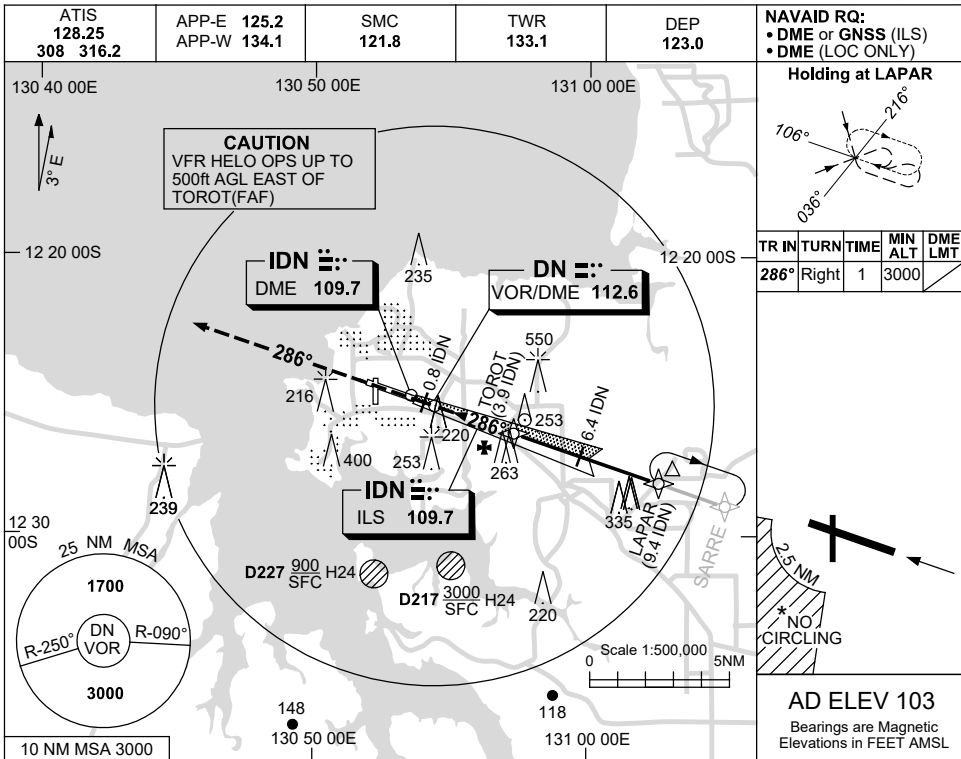 ATIS
128.25
308 316.2
APP-E 125.2
APP-W 134.1
SMC
121.8
TWR
133.1
DEP
123.0
NAVAID RQ:
• DME or GNSS (ILS)
• DME (LOC ONLY)
130 40 00E
130 50 00E
131 00 00E
3° E
CAUTION
VFR HELO OPS UP TO
500ft AGL EAST OF
TOROT(FAF)
Holding at LAPAR
216°
106°
036°
TR IN TURN TIME MIN ALT DME LMT
286° Right 1 3000
12 20 00S
12 20 00S
IDN
DME 109.7
235
DN
VOR/DME 112.6
550
286°
0.8 IDN
TOROT
(3.9 IDN)
216
286°
253
6.4 IDN
220
400
253
263
239
IDN
ILS 109.7
335
LAPAR
(9.4 IDN)
SARRE
12 30
00S
25 NM MSA
1700
DN
VOR
R-250°
R-090°
3000
D227 900 SFC H24
D217 3000 SFC H24
220
2.5 NM
*NO
CIRCLING
Scale 1:500,000
0 5NM
148
118
130 50 00E
131 00 00E
10 NM MSA 3000
AD ELEV 103
Bearings are Magnetic
Elevations in FEET AMSL